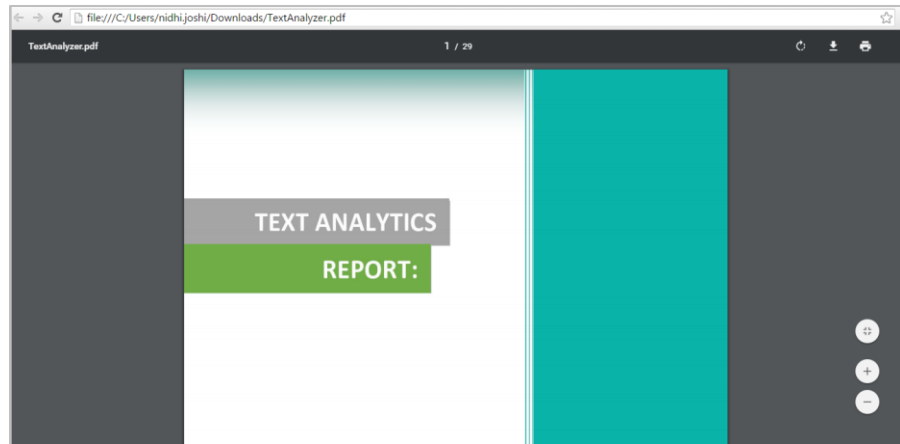 file:///C:/Users/nidhi.joshi/Downloads/TextAnalyzer.pdf
TextAnalyzer.pdf
1 / 29
TEXT ANALYTICS
REPORT: